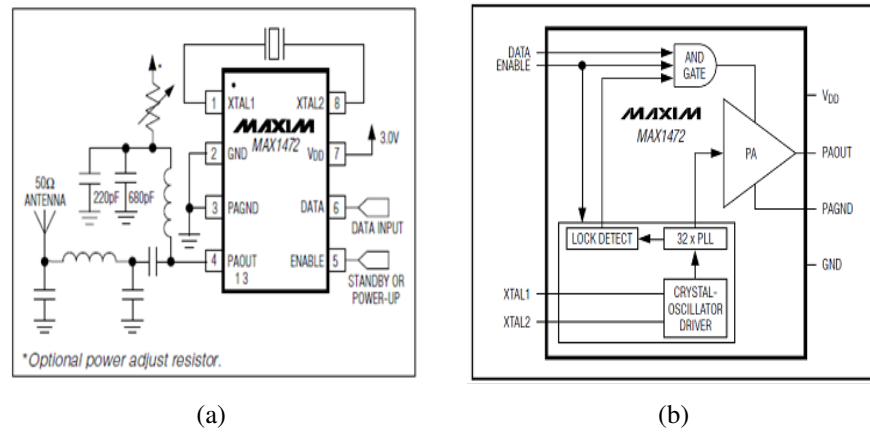 1
XTAL1
XTAL2
8
MAXIM
MAX1472
2
GND
VDD
7
3.0V
*
220pF
680pF
50Ω
ANTENNA
3
PAGND
DATA
6
DATA INPUT
4
PAOUT
ENABLE
5
13
STANDBY OR
POWER-UP
*Optional power adjust resistor.
(a)
DATA
ENABLE
AND
GATE
MAXIM
MAX1472
VDD
PA
PAOUT
PAGND
LOCK DETECT
32 x PLL
GND
XTAL1
XTAL2
CRYSTAL-
OSCILLATOR
DRIVER
(b)